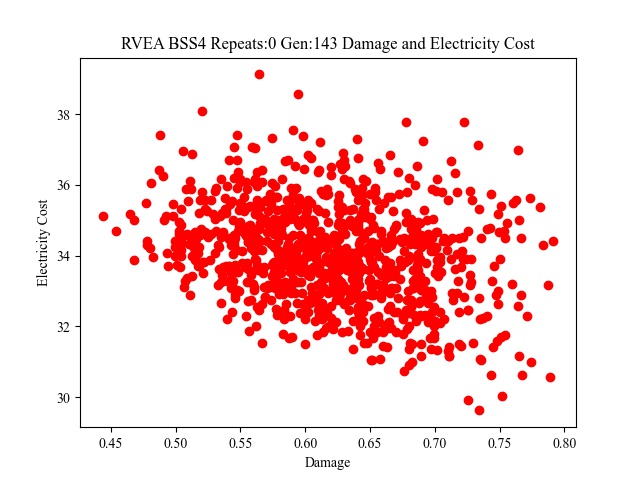 RVEA BSS4 Repeats:0 Gen:143 Damage and Electricity Cost
38
36
34
32
30
Electricity Cost
0.45 0.50 0.55 0.60 0.65 0.70 0.75 0.80
Damage